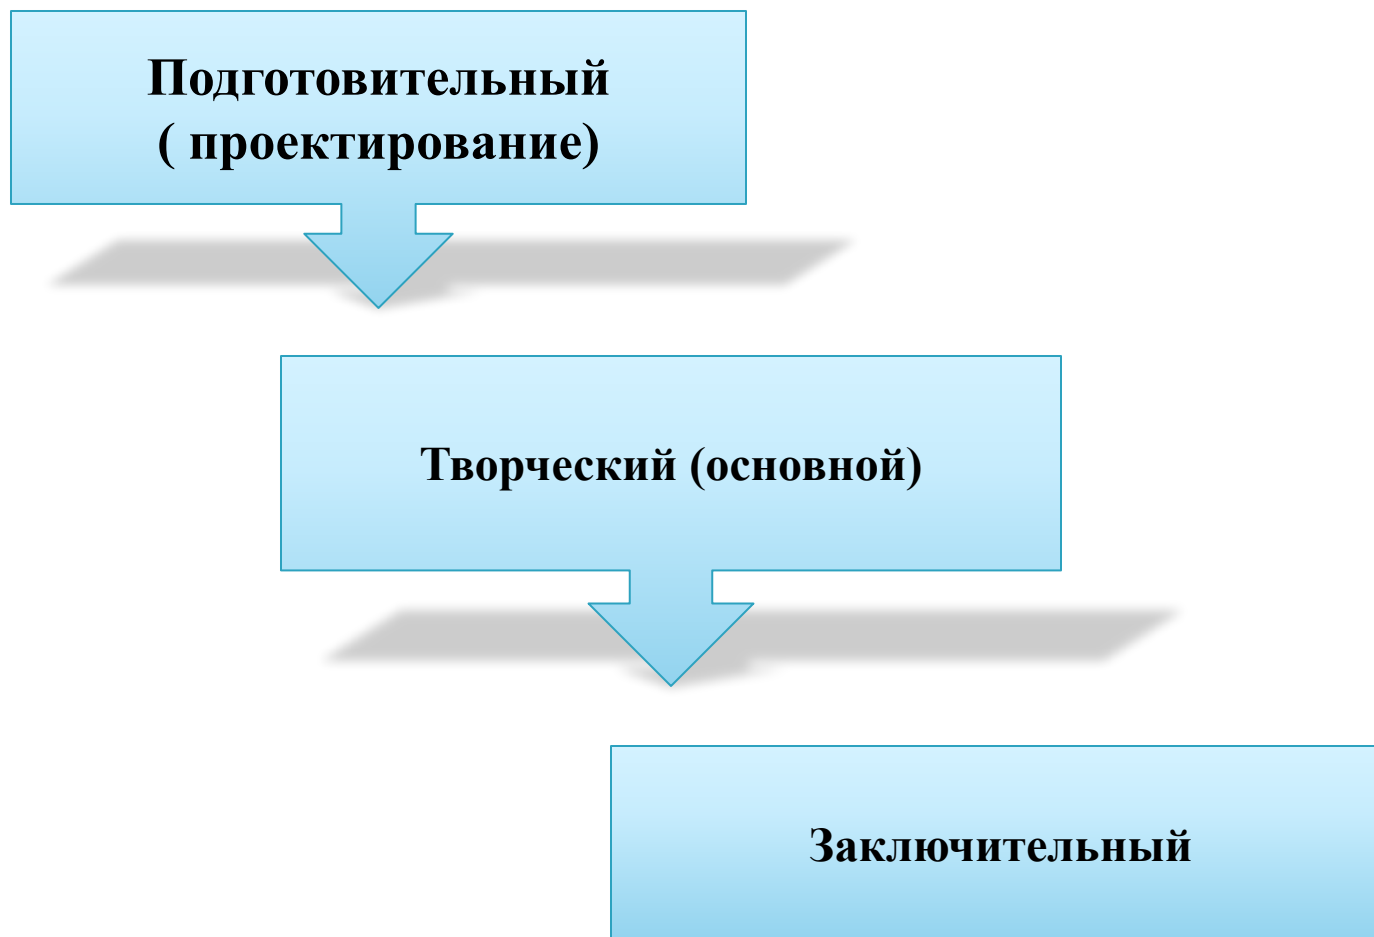 Подготовительный
( проектирование)
Творческий (основной)
Заключительный